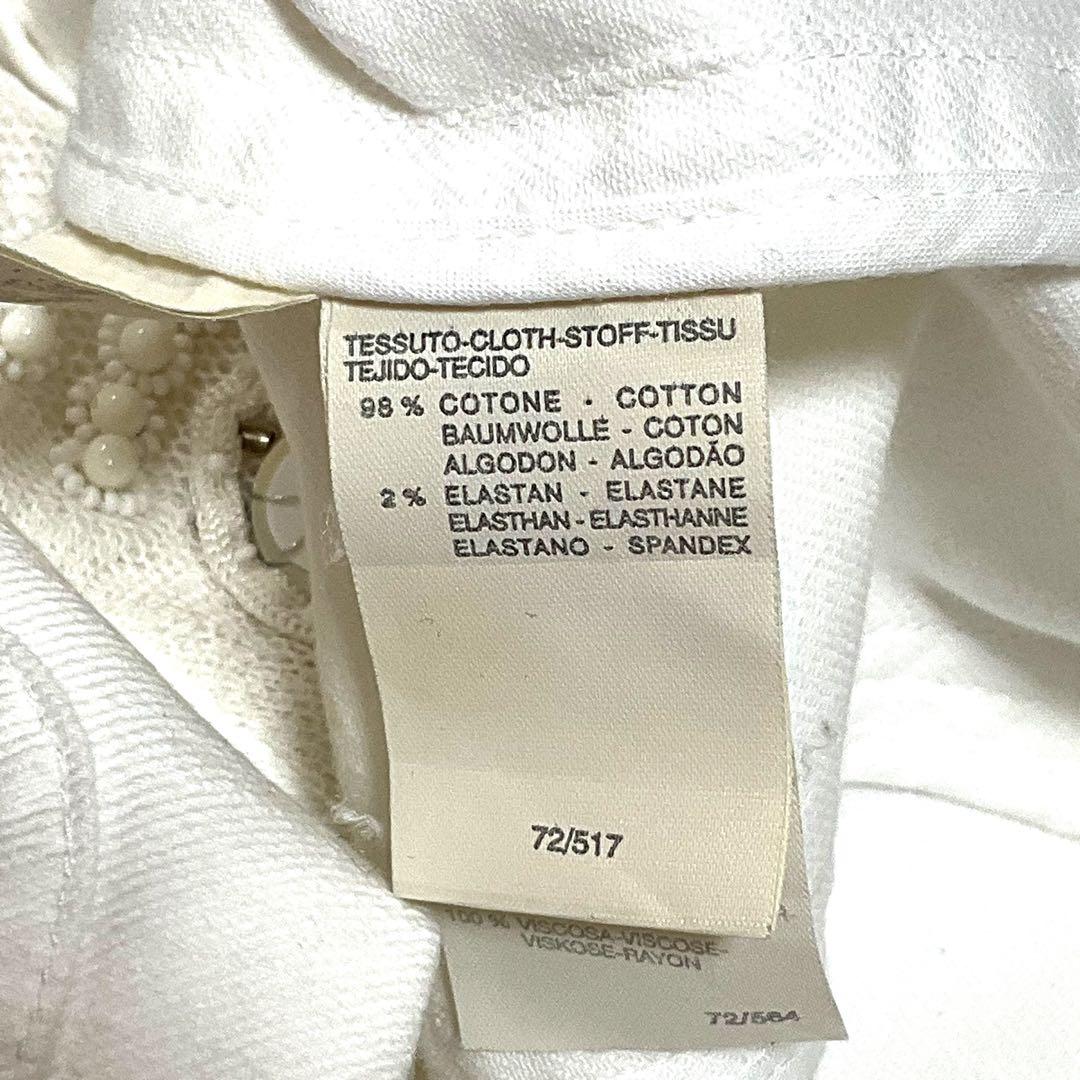 TESSUTO-CLOTH-STOFF-TISSU
TEJIDO-TECIDO
98 % COTONE - COTTON
BAUMWOLLE - COTON
ALGODON - ALGODÃO
2 % ELASTAN - ELASTANE
ELASTHAN - ELASTHANNE
ELASTANO - SPANDEX
72/517
100 % VISCOSA-VISCOSE-
VISKOSE-RAYON
72/564